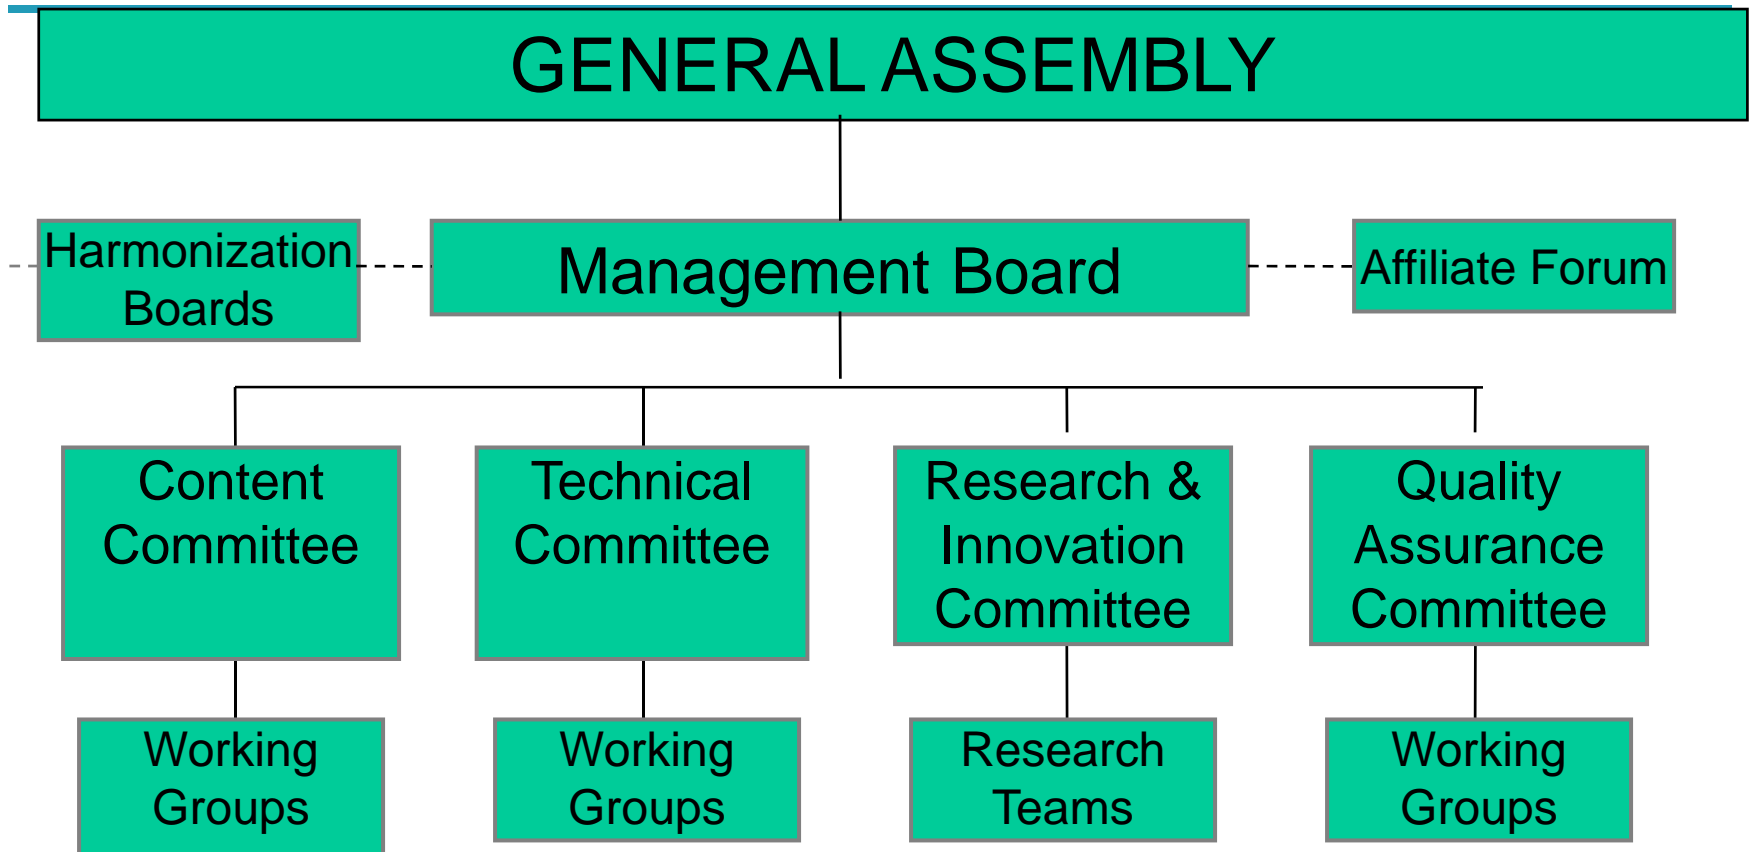 GENERAL ASSEMBLY
Harmonization
Boards
Management Board
Affiliate Forum
Content
Committee
Technical
Committee
Research &
Innovation
Committee
Quality
Assurance
Committee
Working
Groups
Working
Groups
Research
Teams
Working
Groups